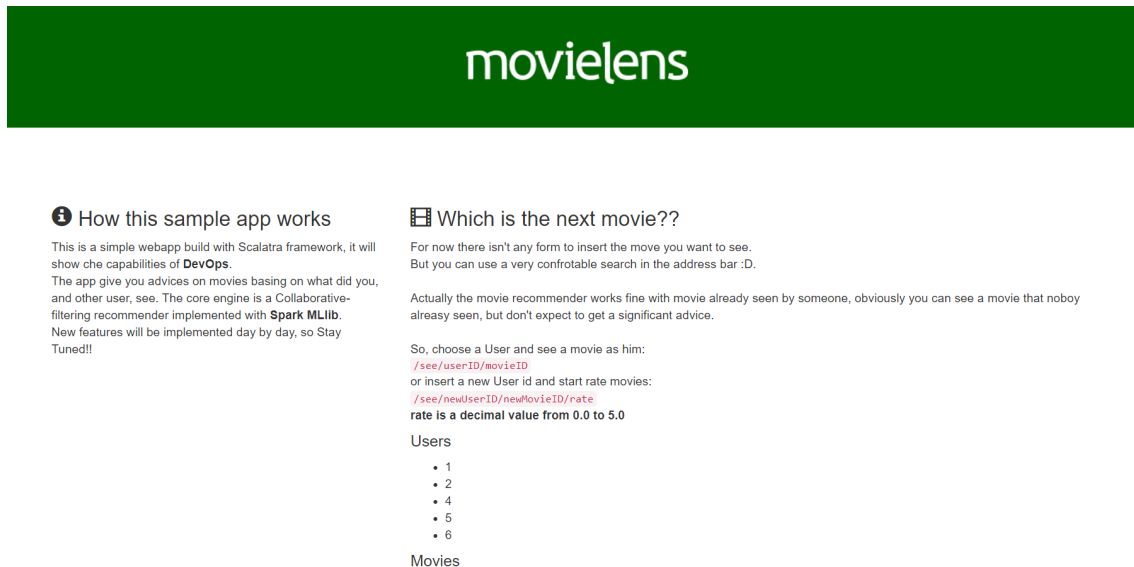 movielens
How this sample app works
This is a simple webapp build with Scalatra framework, it will
show che capabilities of DevOps.
The app give you advices on movies basing on what did you,
and other user, see. The core engine is a Collaborative-
filtering recommender implemented with Spark MLlib.
New features will be implemented day by day, so Stay
Tuned!!
Which is the next movie??
For now there isn't any form to insert the move you want to see.
But you can use a very confrotable search in the address bar :D.
Actually the movie recommender works fine with movie already seen by someone, obviously you can see a movie that noboy
alreasy seen, but don't expect to get a significant advice.
So, choose a User and see a movie as him:
/see/userID/movieID
or insert a new User id and start rate movies:
/see/newUserID/newMovieID/rate
rate is a decimal value from 0.0 to 5.0
Users
• 1
• 2
• 4
• 5
• 6
Movies